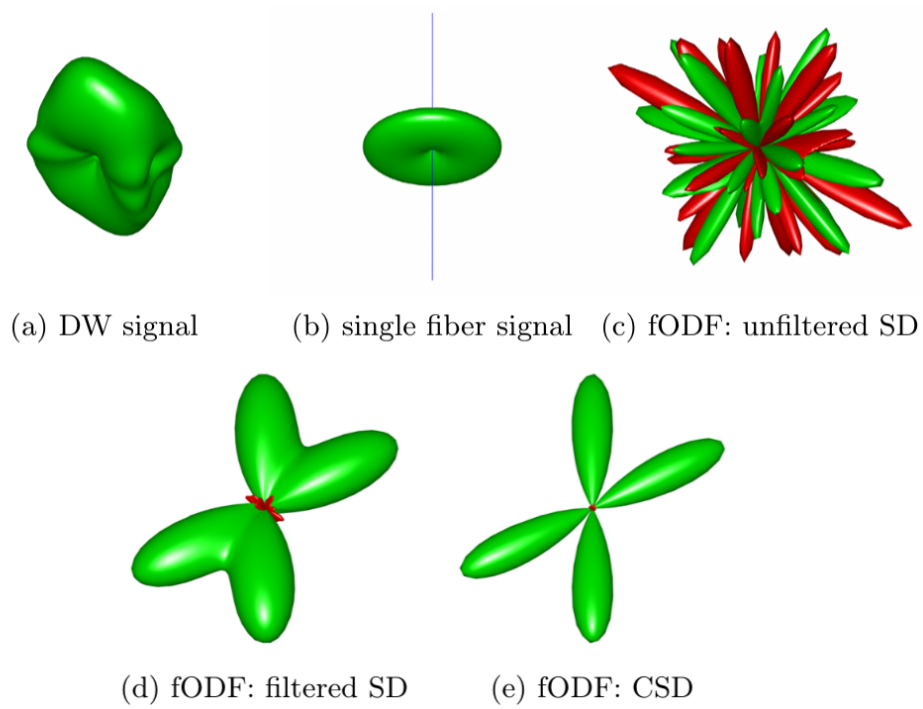 (a) DW signal
(b) single fiber signal
(c) fODF: unfiltered SD
(d) fODF: filtered SD
(e) fODF: CSD